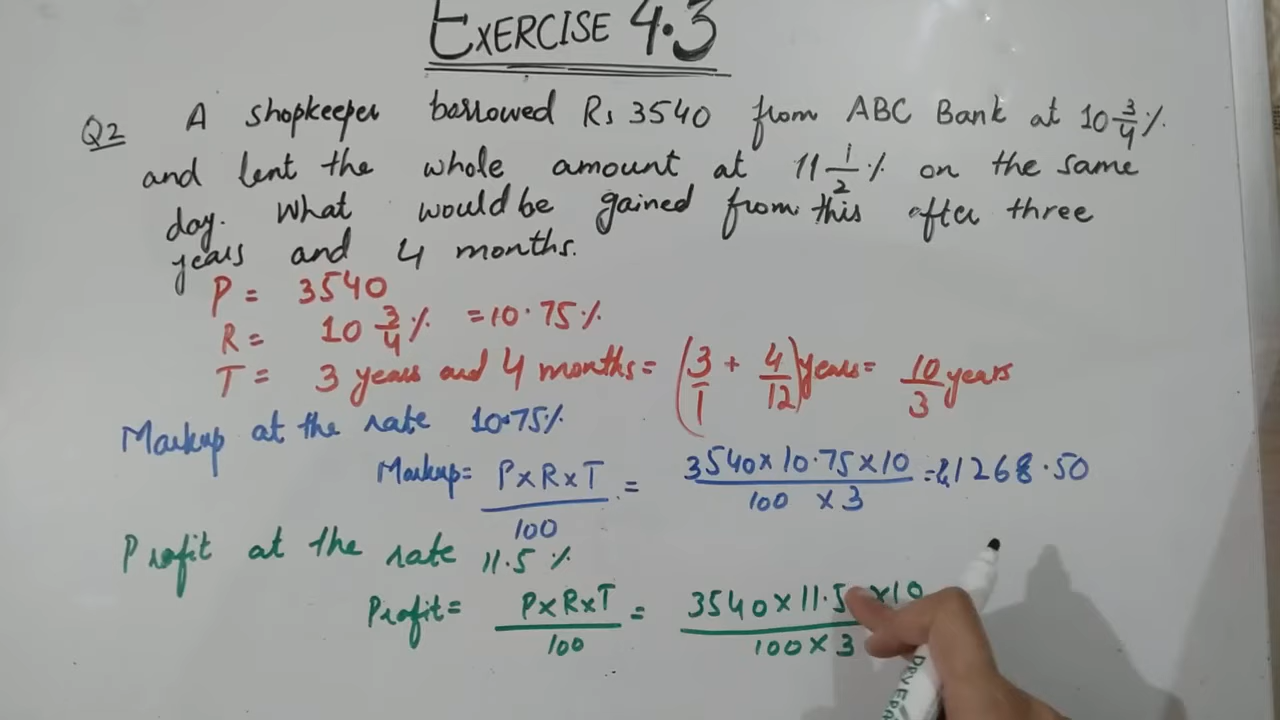 EXERCISE 4.3
Q2 A shopkeeper borrowed Rs 3540 from ABC Bank at 10 3/4 %
and lent the whole amount at 11 1/2 % on the same
day. What would be gained from this after three
years and 4 months.
P = 3540
R = 10 3/4 % = 10.75%
T = 3 years and 4 months = (3/1 + 4/12) years = 10/3 years
Markup at the rate 10.75%
Markup = P×R×T/100 = 3540×10.75×10/100×3 = 1268.50
Profit at the rate 11.5%
Profit = P×R×T/100 = 3540×11.5×10/100×3